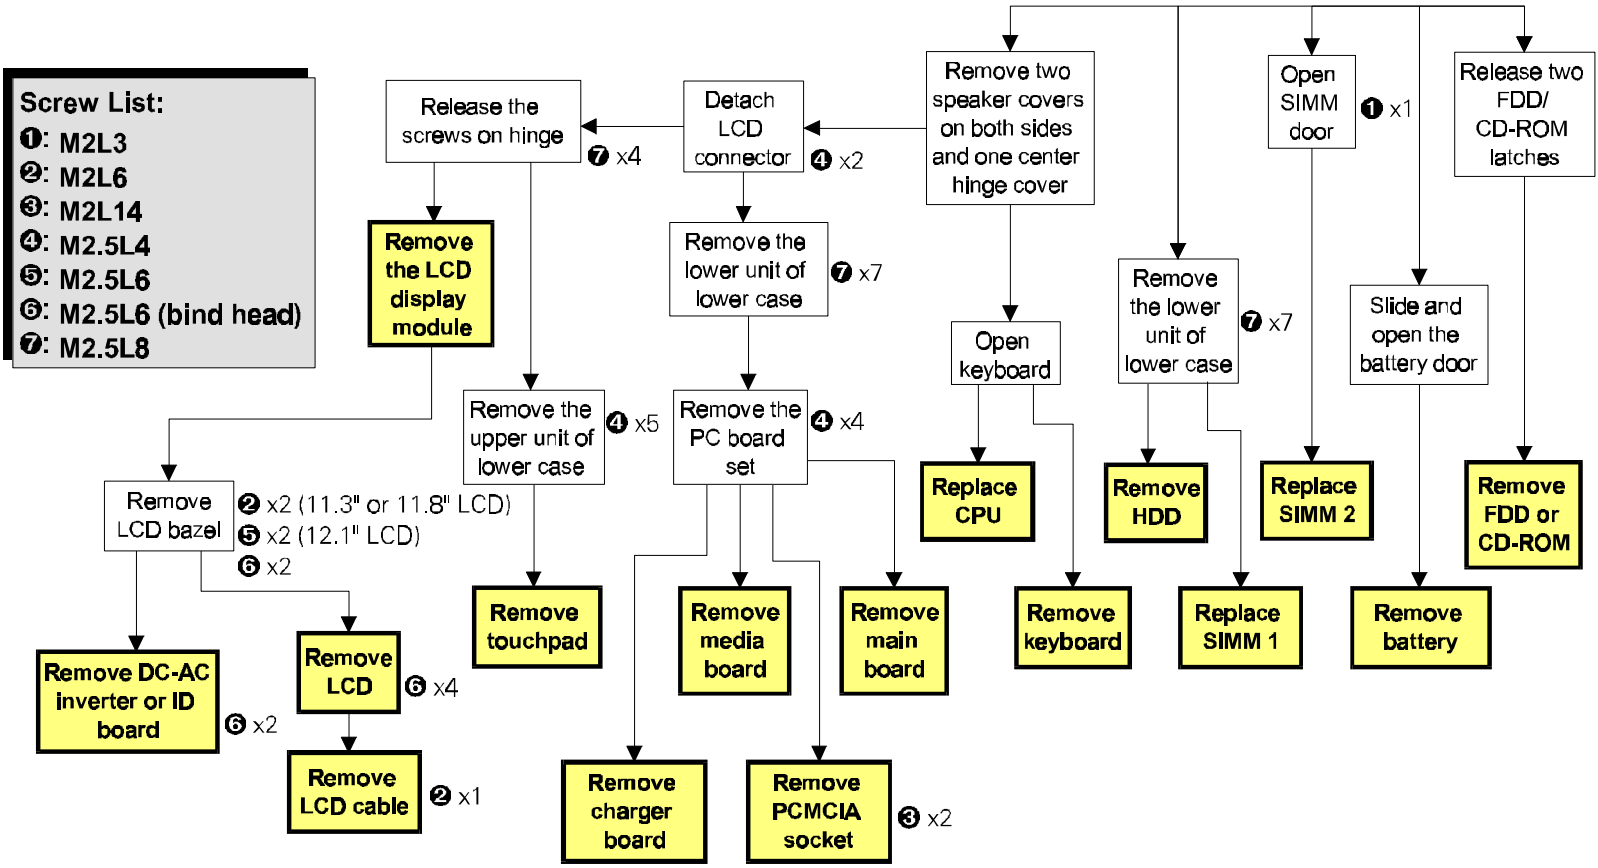 Screw List:
❶: M2L3
❷: M2L6
❸: M2L14
❹: M2.5L4
❺: M2.5L6
❻: M2.5L6 (bind head)
❼: M2.5L8
Release the
screws on hinge
❼ x4
Detach
LCD
connector
❹ x2
Remove two
speaker covers
on both sides
and one center
hinge cover
Open
SIMM
door
❶ x1
Release two
FDD/
CD-ROM
latches
Remove
the LCD
display
module
Remove the
lower unit of
lower case
❼ x7
Remove
the lower
unit of
lower case
❼ x7
Slide and
open the
battery door
Open
keyboard
Remove the
upper unit of
lower case
❹ x5
Remove the
PC board
set
❹ x4
Remove
LCD bazel
❷ x2 (11.3" or 11.8" LCD)
❺ x2 (12.1" LCD)
❻ x2
Replace
CPU
Remove
HDD
Replace
SIMM 2
Remove
FDD or
CD-ROM
Remove
touchpad
Remove
media
board
Remove
main
board
Remove
keyboard
Replace
SIMM 1
Remove
battery
Remove DC-AC
inverter or ID
board
❻ x2
Remove
LCD
❻ x4
Remove
LCD cable
❷ x1
Remove
charger
board
Remove
PCMCIA
socket
❸ x2